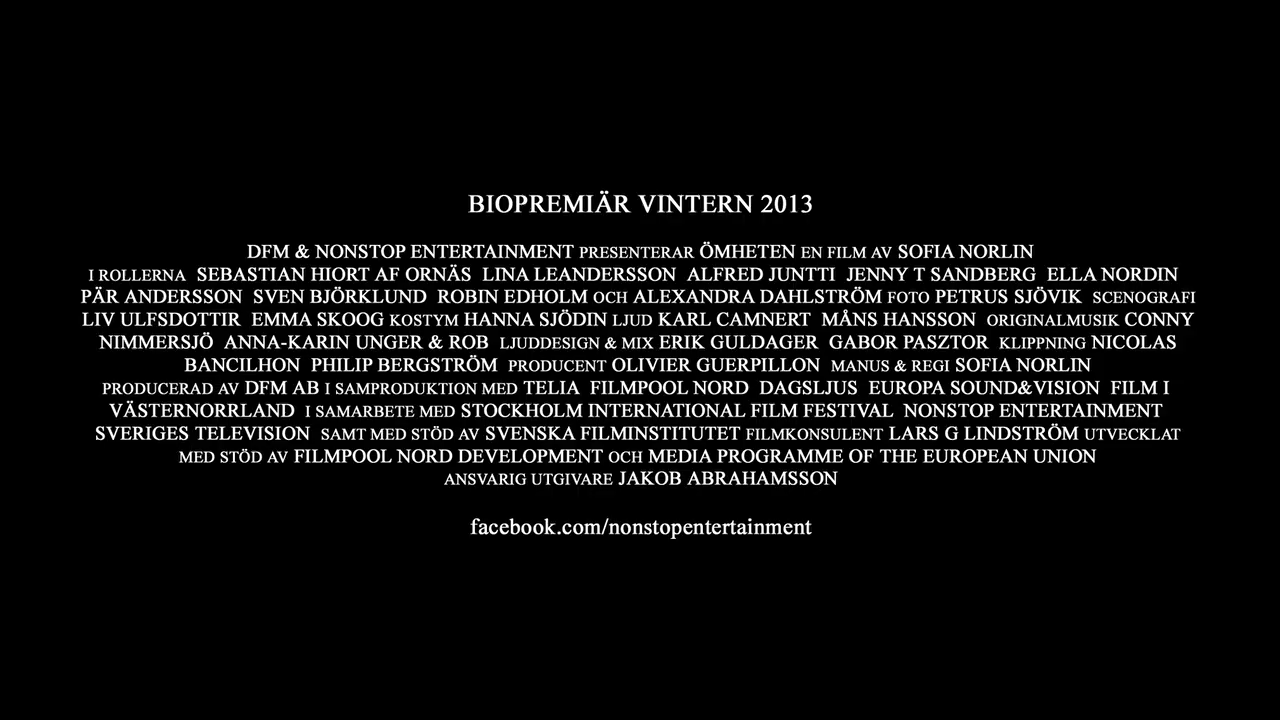 BIOPREMIÄR VINTERN 2013
DFM & NONSTOP ENTERTAINMENT PRESENTERAR ÖMHETEN EN FILM AV SOFIA NORLIN
I ROLLERNA SEBASTIAN HIORT AF ORNÄS LINA LEANDERSSON ALFRED JUNTTI JENNY T SANDBERG ELLA NORDIN
PÄR ANDERSSON SVEN BJÖRKLUND ROBIN EDHOLM OCH ALEXANDRA DAHLSTRÖM FOTO PETRUS SJÖVIK SCENOGRAFI
LIV ULFSDOTTIR EMMA SKOOG KOSTYM HANNA SJÖDIN LJUD KARL CAMNERT MÅNS HANSSON ORIGINALMUSIK CONNY
NIMMERSJÖ ANNA-KARIN UNGER & ROB LJUDDESIGN & MIX ERIK GULDAGER GABOR PASZTOR KLIPPNING NICOLAS
BANCILHON PHILIP BERGSTRÖM PRODUCENT OLIVIER GUERPILLON MANUS & REGI SOFIA NORLIN
PRODUCERAD AV DFM AB I SAMPRODUKTION MED TELIA FILMPOOL NORD DAGSLJUS EUROPA SOUND&VISION FILM I
VÄSTERNORRLAND I SAMARBETE MED STOCKHOLM INTERNATIONAL FILM FESTIVAL NONSTOP ENTERTAINMENT
SVERIGES TELEVISION SAMT MED STÖD AV SVENSKA FILMINSTITUTET FILMKONSULENT LARS G LINDSTRÖM UTVECKLAT
MED STÖD AV FILMPOOL NORD DEVELOPMENT OCH MEDIA PROGRAMME OF THE EUROPEAN UNION
ANSVARIG UTGIVARE JAKOB ABRAHAMSSON
facebook.com/nonstopentertainment